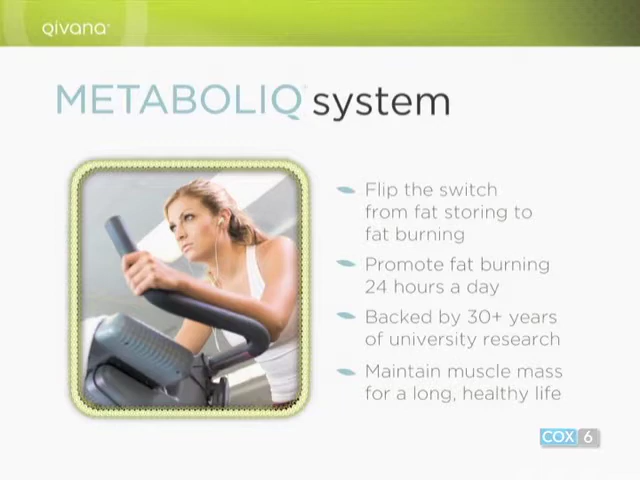 qivana
METABOLIQ system
Flip the switch
from fat storing to
fat burning
Promote fat burning
24 hours a day
Backed by 30+ years
of university research
Maintain muscle mass
for a long, healthy life
COX 6